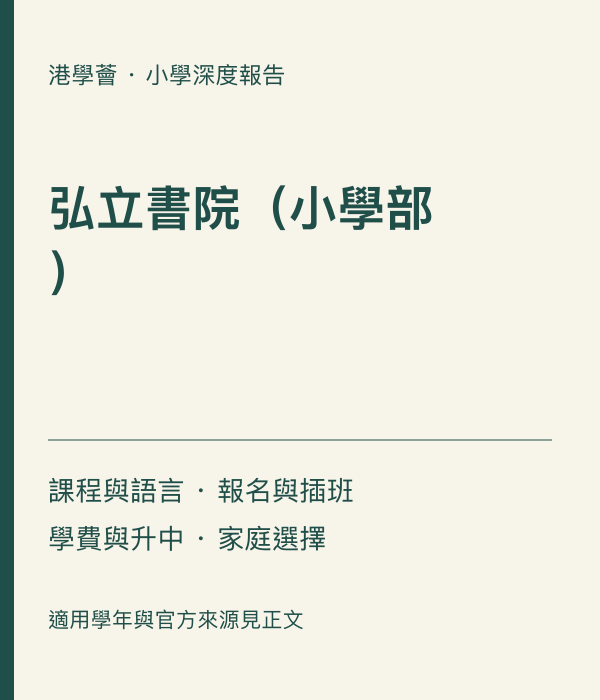 港學薈 · 小學深度報告
弘立書院（小學部
）
課程與語言 · 報名與插班
學費與升中 · 家庭選擇
適用學年與官方來源見正文